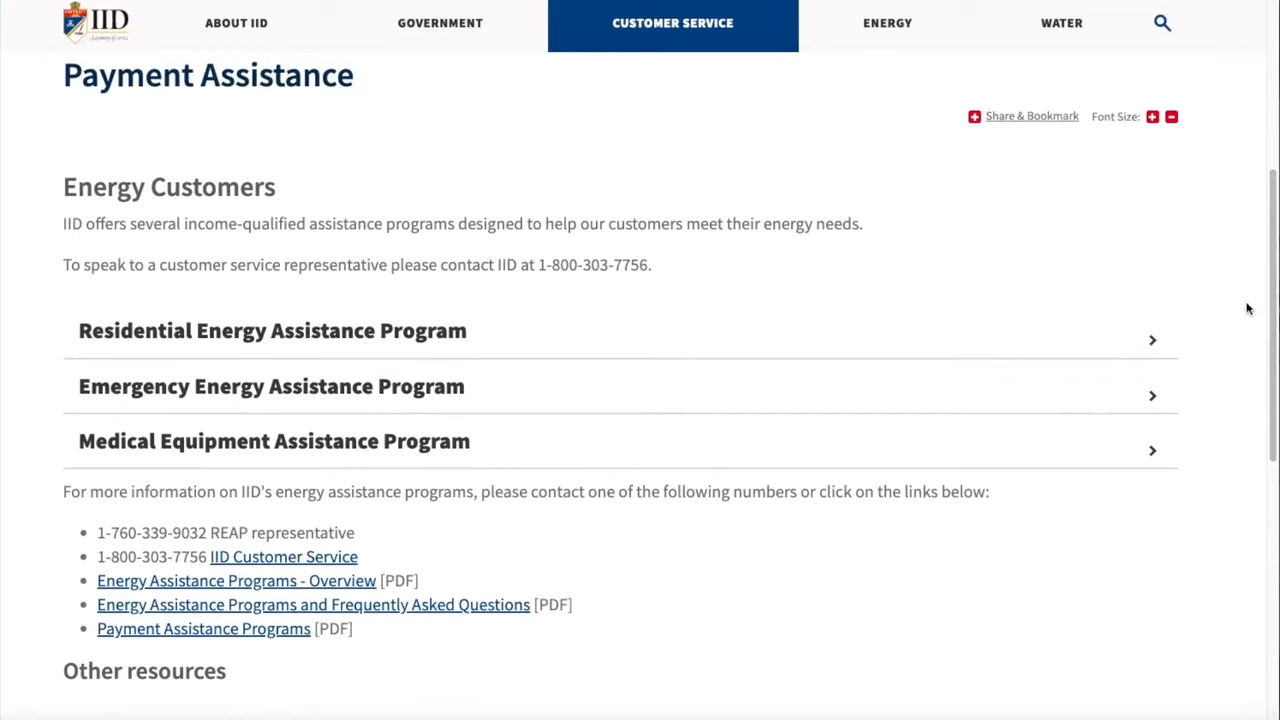 IID
ABOUT IID
GOVERNMENT
CUSTOMER SERVICE
ENERGY
WATER
Payment Assistance
Share & Bookmark
Font Size:
Energy Customers
IID offers several income-qualified assistance programs designed to help our customers meet their energy needs.
To speak to a customer service representative please contact IID at 1-800-303-7756.
Residential Energy Assistance Program
Emergency Energy Assistance Program
Medical Equipment Assistance Program
For more information on IID's energy assistance programs, please contact one of the following numbers or click on the links below:
1-760-339-9032 REAP representative
1-800-303-7756 IID Customer Service
Energy Assistance Programs - Overview [PDF]
Energy Assistance Programs and Frequently Asked Questions [PDF]
Payment Assistance Programs [PDF]
Other resources